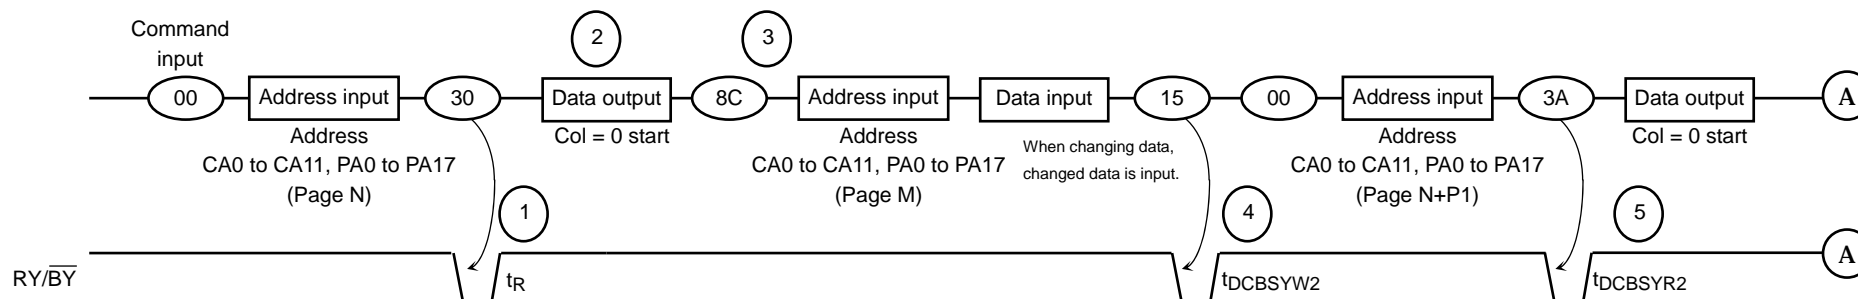 Command
input
2
3
00
Address input
30
Data output
8C
Address input
Data input
15
00
Address input
3A
Data output
A
Address
CA0 to CA11, PA0 to PA17
(Page N)
Col = 0 start
Address
CA0 to CA11, PA0 to PA17
(Page M)
When changing data,
changed data is input.
Address
CA0 to CA11, PA0 to PA17
(Page N+P1)
Col = 0 start
1
4
5
RY/BY
tR
tDCBSYW2
tDCBSYR2
A